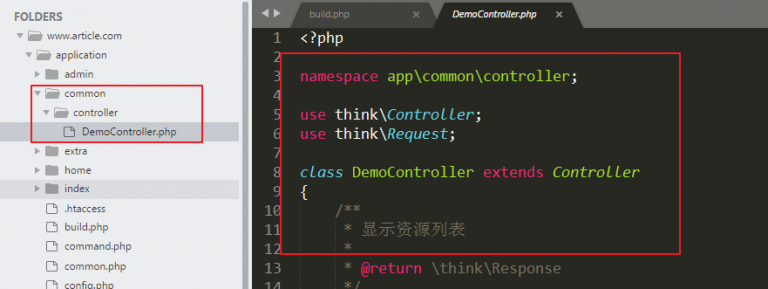 FOLDERS
www.article.com
application
admin
common
controller
DemoController.php
extra
home
index
.htaccess
build.php
command.php
common.php
config.php
build.php
DemoController.php
1 <?php
2
3 namespace app\common\controller;
4
5 use think\Controller;
6 use think\Request;
7
8 class DemoController extends Controller
9 {
10 /**
11 * 显示资源列表
12 *
13 * @return \think\Response
14 */